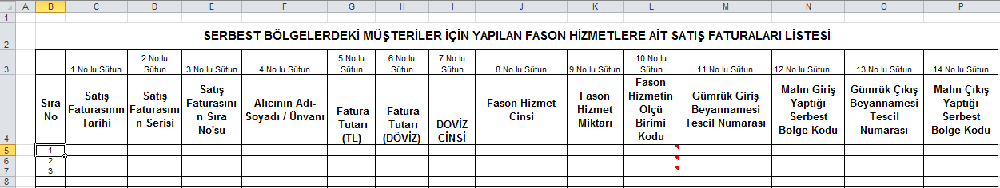 A B C D E F G H I J K L M N O P
1
2 SERBEST BÖLGELERDEKİ MÜŞTERİLER İÇİN YAPILAN FASON HİZMETLERE AİT SATIŞ FATURALARI LİSTESİ
2 No.lu 5 No.lu 6 No.lu 7 No.lu 10 No.lu
3 1 No.lu Sütun Sütun 3 No.lu Sütun 4 No.lu Sütun Sütun Sütun Sütun 8 No.lu Sütun 9 No.lu Sütun Sütun 11 No.lu Sütun 12 No.lu Sütun 13 No.lu Sütun 14 No.lu Sütun
Sıra
No
Satış
Faturasının
Tarihi
Satış
Faturasını
n Serisi
Satış
Faturasını
n Sıra
No'su
Alıcının Adı-
Soyadı / Ünvanı
Fatura
Tutarı
(TL)
Fatura
Tutarı
(DÖVİZ)
DÖVİZ
CİNSİ
Fason Hizmet
Cinsi
Fason
Hizmet
Miktarı
Fason
Hizmetin
Ölçü
Birimi
Kodu
Gümrük Giriş
Beyannamesi
Tescil Numarası
Malın Giriş
Yaptığı
Serbest
Bölge Kodu
Gümrük Çıkış
Beyannamesi
Tescil
Numarası
Malın Çıkış
Yaptığı
Serbest
Bölge Kodu
4
5 1
6 2
7 3
8